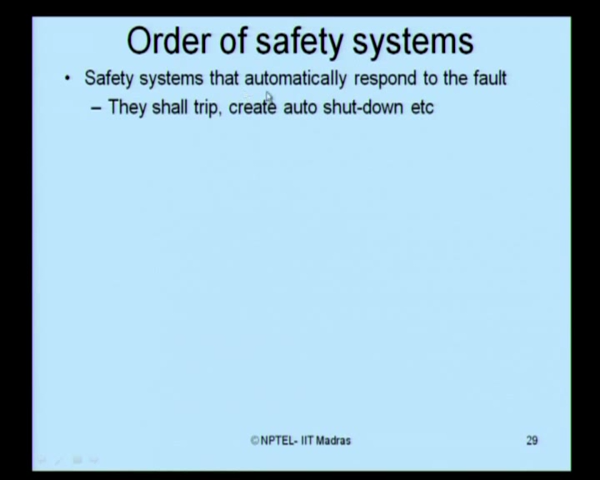 Order of safety systems
• Safety systems that automatically respond to the fault
– They shall trip, create auto shut-down etc
©NPTEL- IIT Madras
29